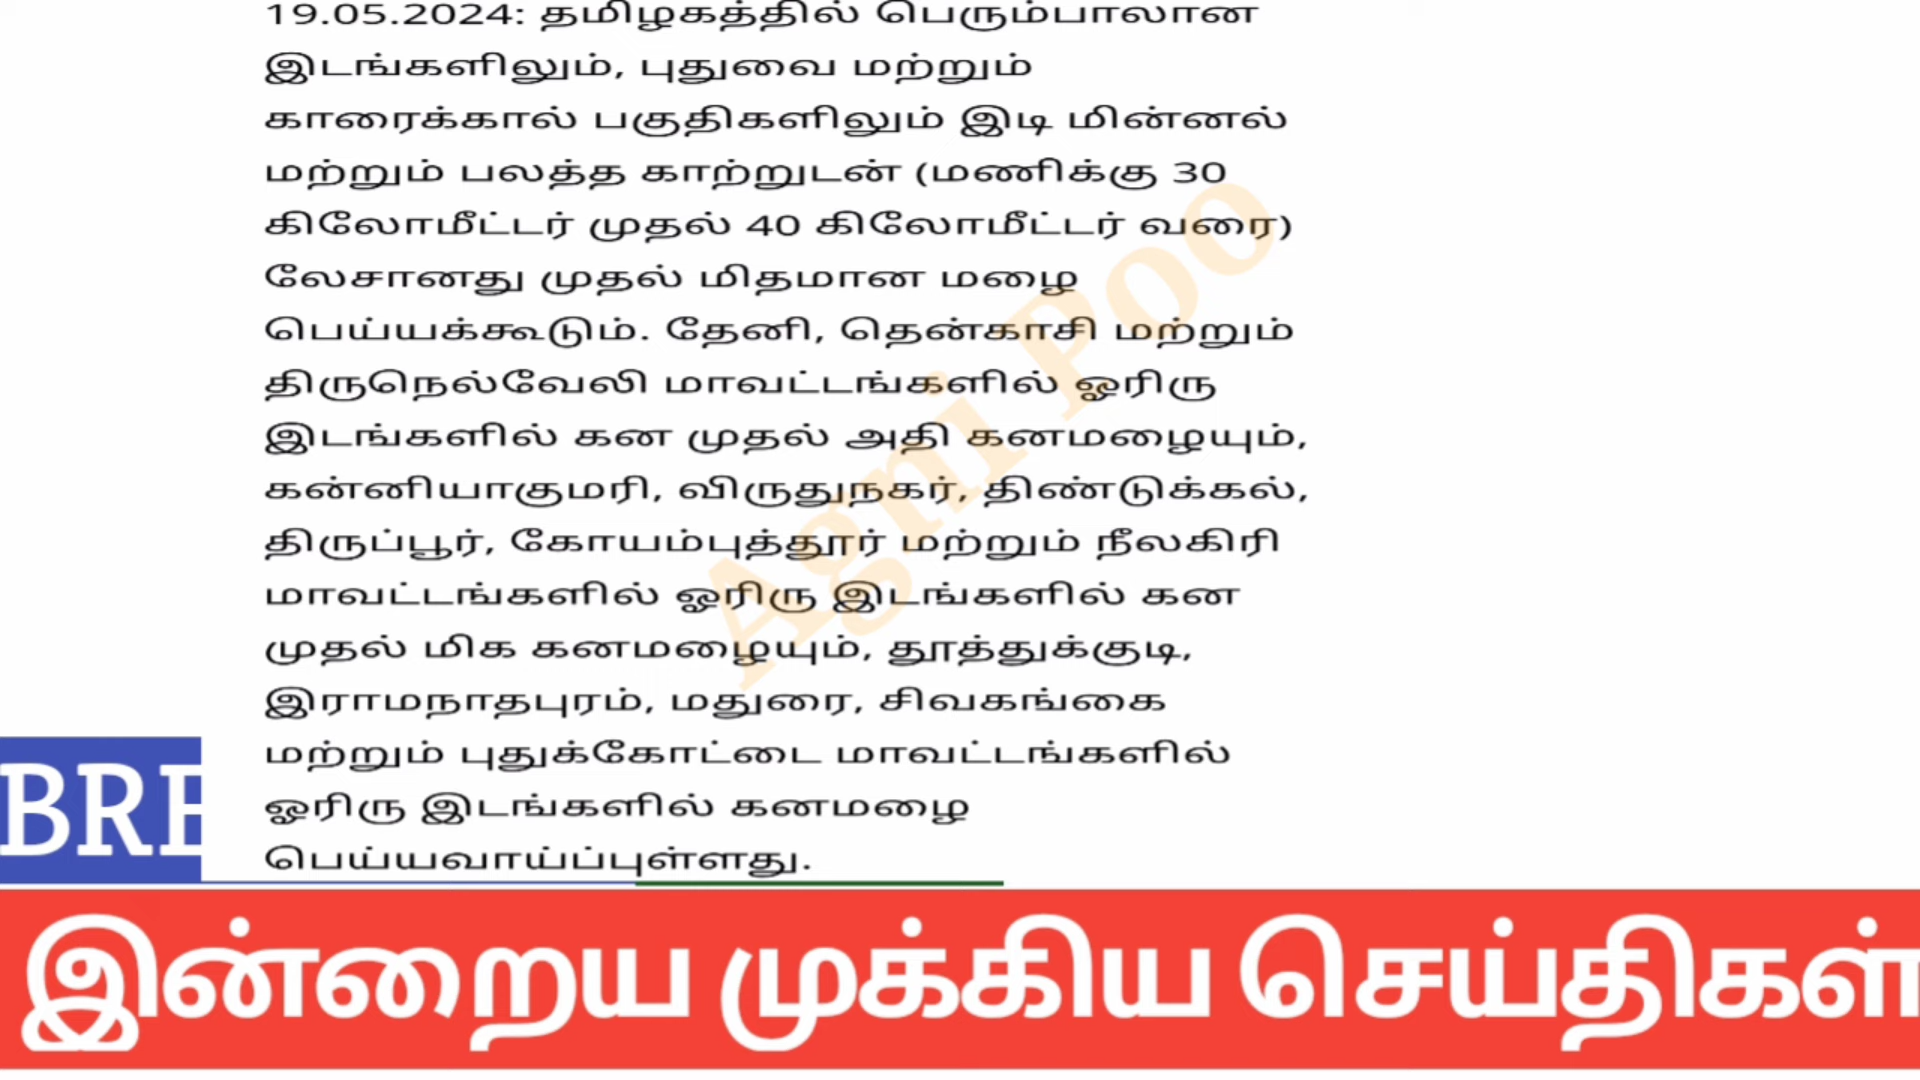 19.05.2024: தமிழகத்தில் பெரும்பாலான
இடங்களிலும், புதுவை மற்றும்
காரைக்கால் பகுதிகளிலும் இடி மின்னல்
மற்றும் பலத்த காற்றுடன் (மணிக்கு 30
கிலோமீட்டர் முதல் 40 கிலோமீட்டர் வரை)
லேசானது முதல் மிதமான மழை
பெய்யக்கூடும். தேனி, தென்காசி மற்றும்
திருநெல்வேலி மாவட்டங்களில் ஓரிரு
இடங்களில் கன முதல் அதி கனமழையும்,
கன்னியாகுமரி, விருதுநகர், திண்டுக்கல்,
திருப்பூர், கோயம்புத்தூர் மற்றும் நீலகிரி
மாவட்டங்களில் ஓரிரு இடங்களில் கன
முதல் மிக கனமழையும், தூத்துக்குடி,
இராமநாதபுரம், மதுரை, சிவகங்கை
மற்றும் புதுக்கோட்டை மாவட்டங்களில்
ஓரிரு இடங்களில் கனமழை
பெய்யவாய்ப்புள்ளது.
Agni Poo
BRE
இன்றைய முக்கிய செய்திகள்